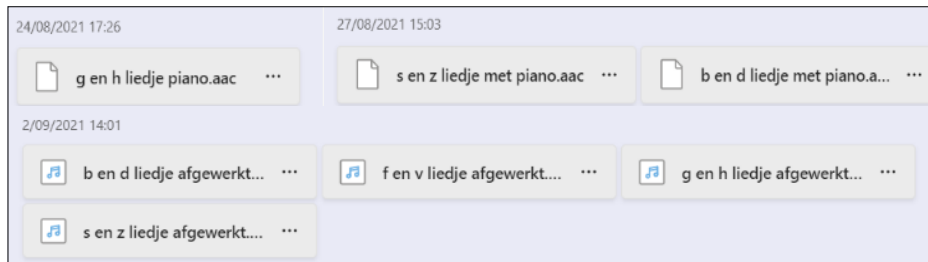 24/08/2021 17:26
27/08/2021 15:03
g en h liedje piano.aac ...
s en z liedje met piano.aac ...
b en d liedje met piano.a... ...
2/09/2021 14:01
b en d liedje afgewerkt... ...
f en v liedje afgewerkt.... ...
g en h liedje afgewerkt... ...
s en z liedje afgewerkt.... ...